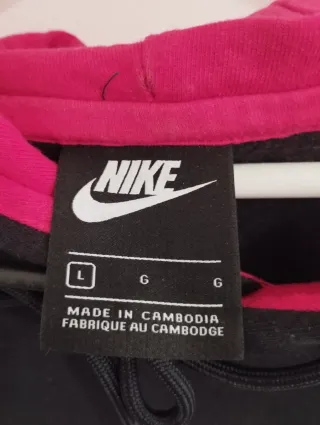 NIKE
L G G
MADE IN CAMBODIA
FABRIQUE AU CAMBODGE